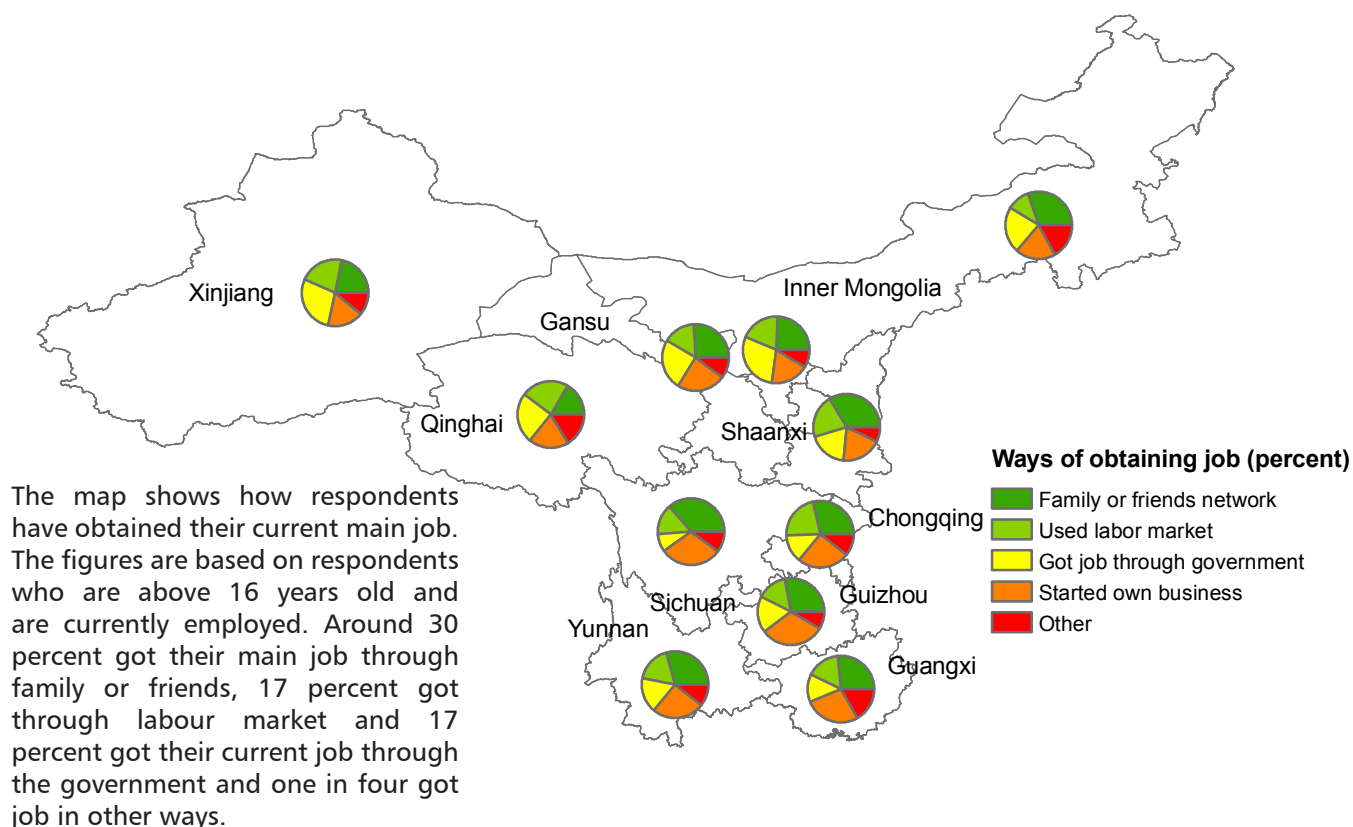 Xinjiang
Gansu
Inner Mongolia
Qinghai
Shaanxi
Chongqing
Sichuan
Guizhou
Yunnan
Guangxi
Ways of obtaining job (percent)
Family or friends network
Used labor market
Got job through government
Started own business
Other
The map shows how respondents
have obtained their current main job.
The figures are based on respondents
who are above 16 years old and
are currently employed. Around 30
percent got their main job through
family or friends, 17 percent got
through labour market and 17
percent got their current job through
the government and one in four got
job in other ways.